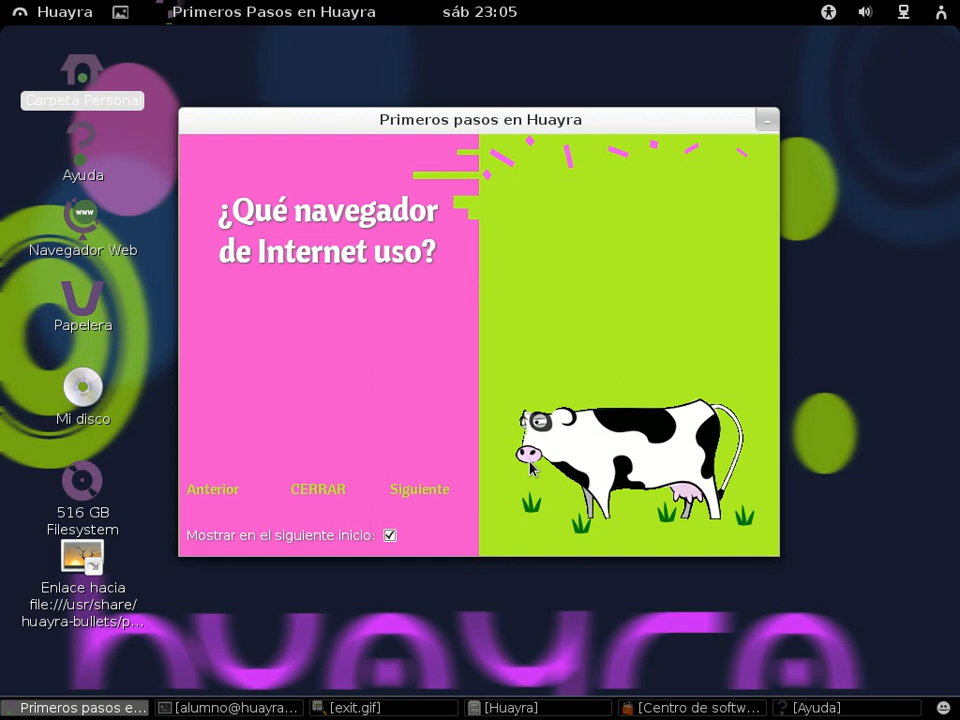 Huayra
Primeros Pasos en Huayra
sáb 23:05
Carpeta Personal
Ayuda
www
Navegador Web
Papelera
Mi disco
516 GB
Filesystem
Enlace hacia
file:///usr/share/
huayra-bullets/p...
Primeros pasos en Huayra
¿Qué navegador
de Internet uso?
Anterior
CERRAR
Siguiente
Mostrar en el siguiente inicio:
huayra
Primeros pasos e...
[alumno@huayra...
[exit.gif]
[Huayra]
[Centro de softw...
[Ayuda]